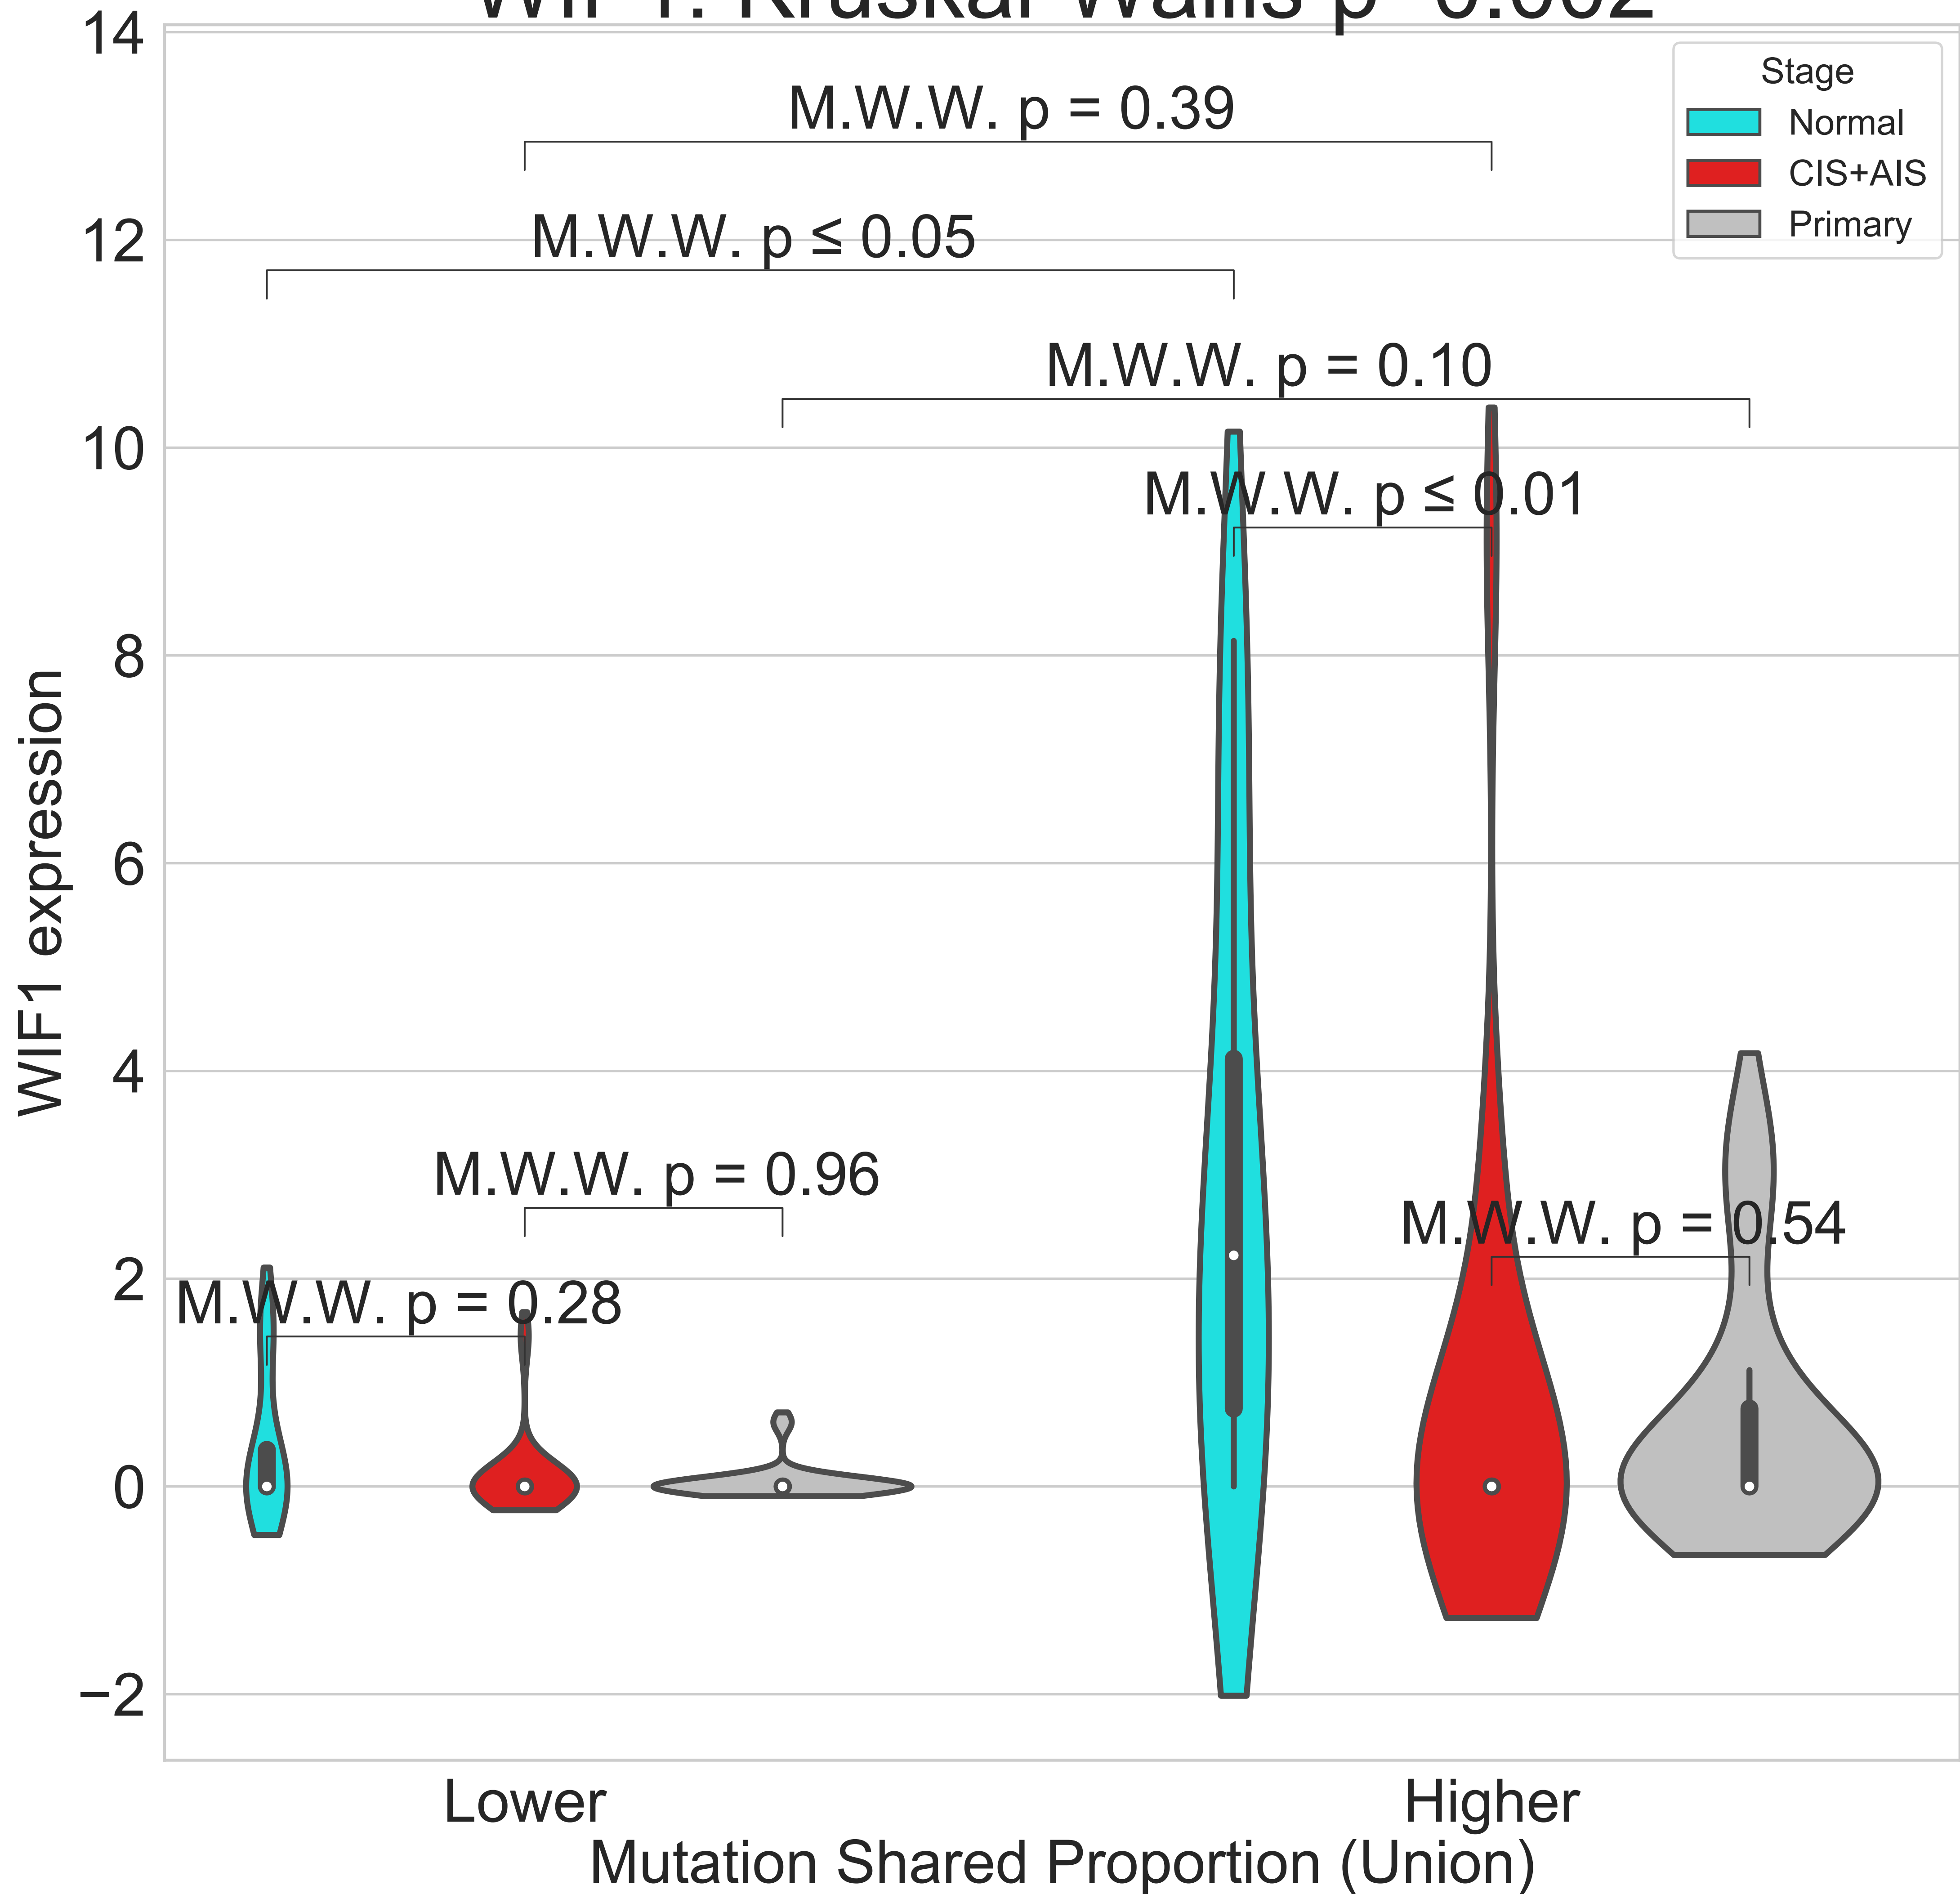 14
M.W.W. p = 0.39
Stage
Normal
CIS+AIS
Primary
12
M.W.W. p ≤ 0.05
M.W.W. p = 0.10
10
M.W.W. p ≤ 0.01
8
6
4
M.W.W. p = 0.96
M.W.W. p = 0.54
2
M.W.W. p = 0.28
0
−2
WIF1 expression
Lower
Higher
Mutation Shared Proportion (Union)